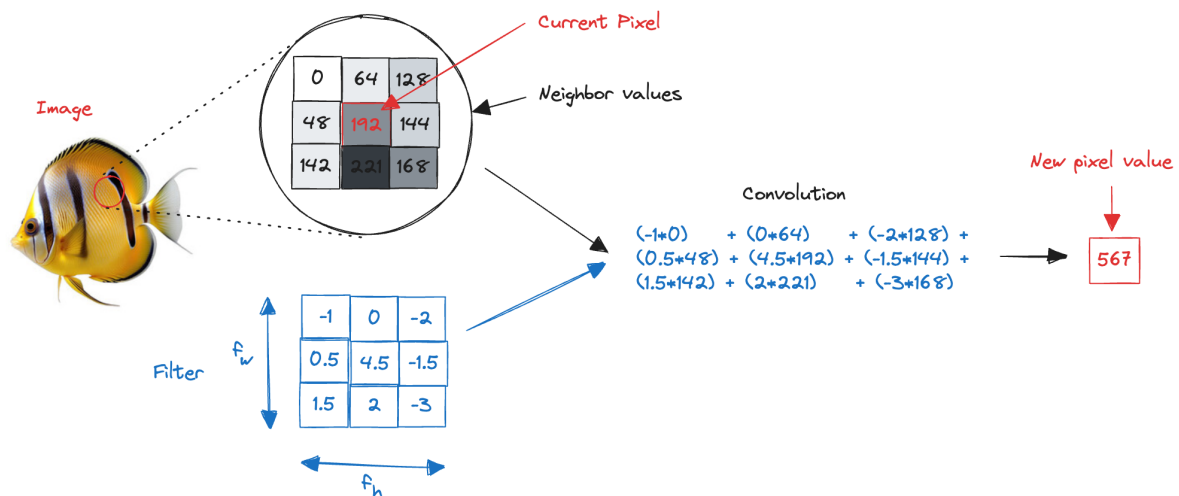 Current Pixel
Image
Neighbor values
0 64 128
48 192 144
142 221 168
New pixel value
Convolution
(-1*0) + (0*64) + (-2*128) +
(0.5*48) + (4.5*192) + (-1.5*144) +
(1.5*142) + (2*221) + (-3*168)
567
Filter
fw
-1 0 -2
0.5 4.5 -1.5
1.5 2 -3
fh